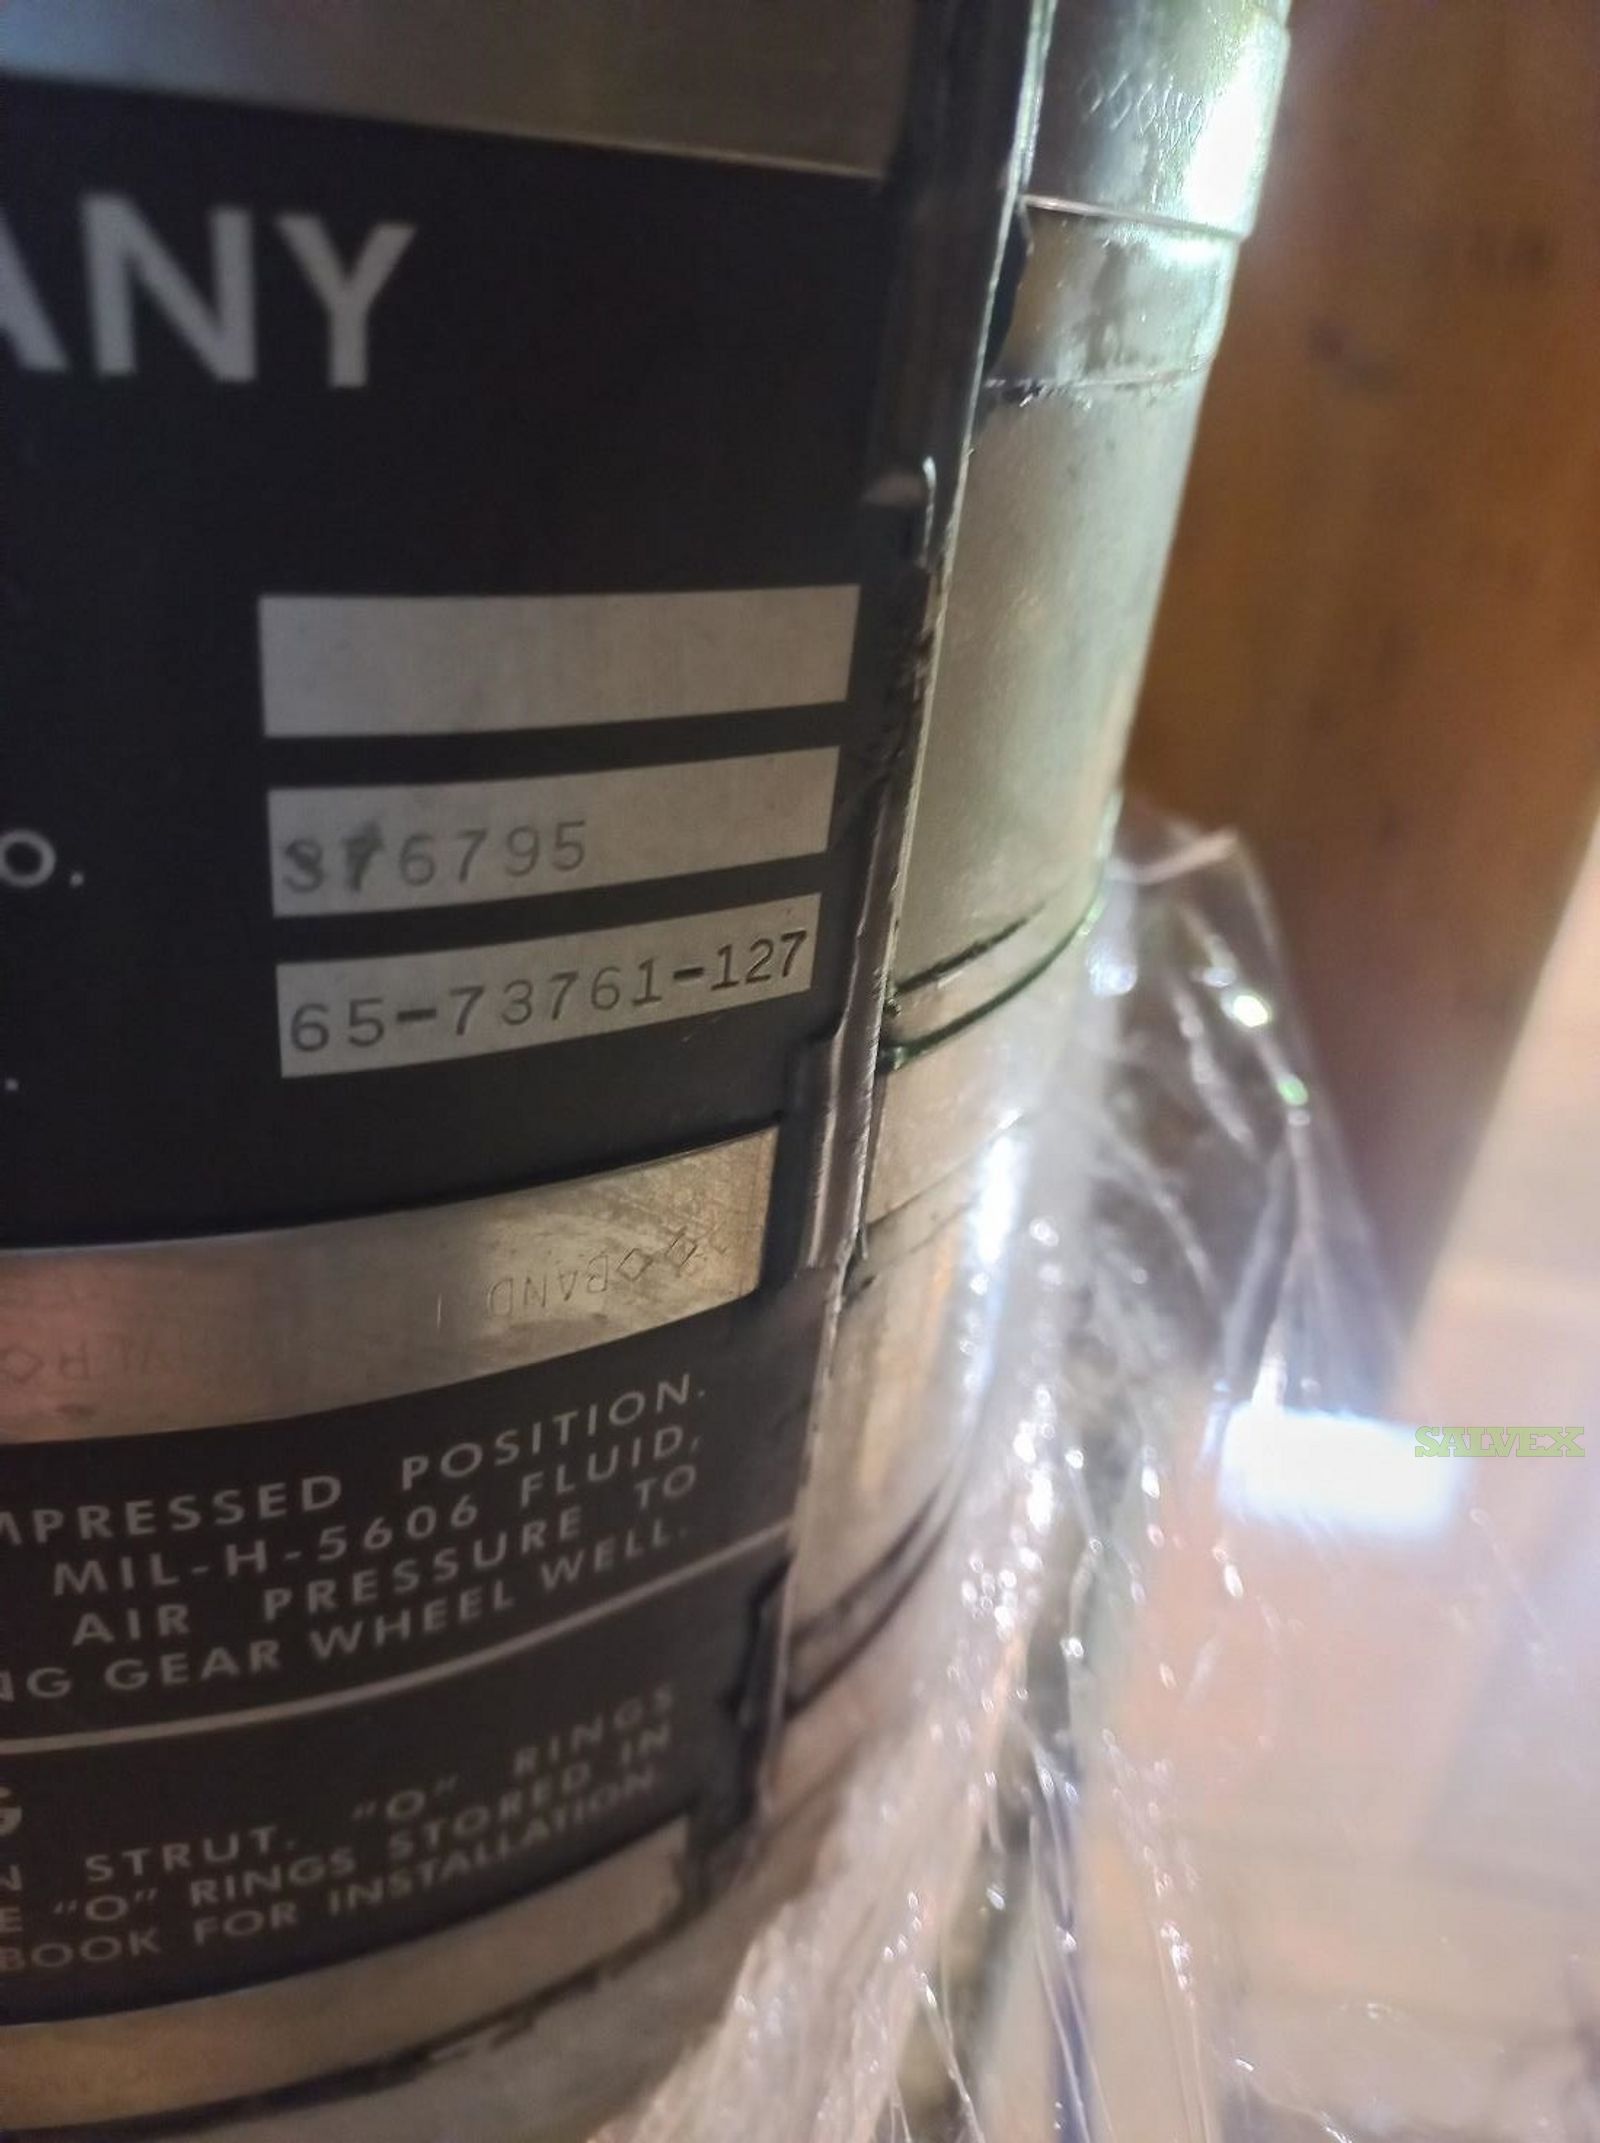 ANY
O.
6795
65-73761-127
.
BAND
MPRESSED POSITION.
MIL-H-5606 FLUID,
AIR PRESSURE TO
NG GEAR WHEEL WELL.
G
N STRUT. "O" RINGS
E "O" RINGS STORED IN
BOOK FOR INSTALLATION.
SALVEX